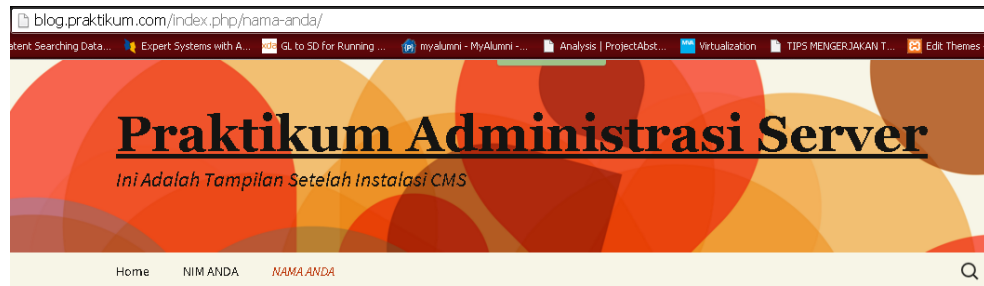 blog.praktikum.com/index.php/nama-anda/
atent Searching Data... Expert Systems with A... xda GL to SD for Running ... (P) myalumni - MyAlumni -... Analysis | ProjectAbst... Virtualization TIPS MENGERJAKAN T... Edit Themes
Praktikum Administrasi Server
Ini Adalah Tampilan Setelah Instalasi CMS
Home NIM ANDA NAMA ANDA